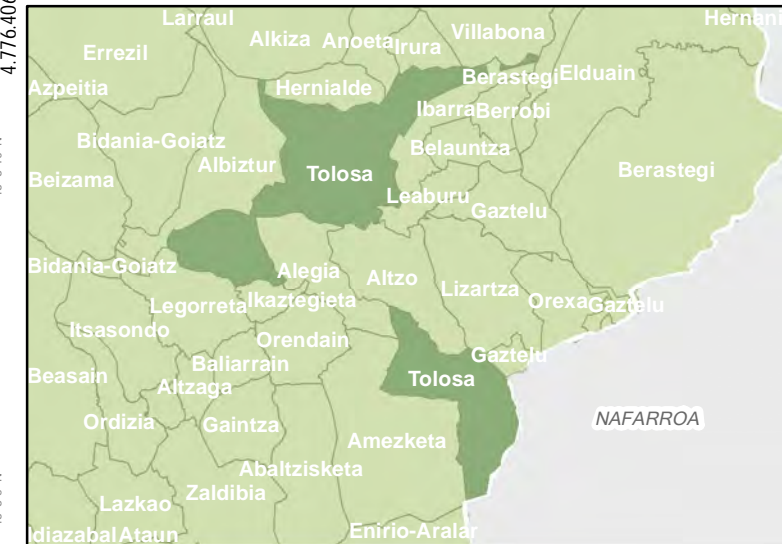 4.776.406
Larraul
Hernani
Errezil
Alkiza
Anoeta
Irura
Villabona
Azpeitia
Hernialde
Berastegi
Elduain
Ibarra
Berrobi
Bidania-Goiatz
Albiztur
Belauntza
Beizama
Tolosa
Berastegi
Leaburu
Gaztelu
Bidania-Goiatz
Alegia
Altzo
Lizartza
Orexa
Gaztelu
Legorreta
Ikaztegieta
Itsasondo
Orendain
Gaztelu
Baliarrain
Beasain
Altzaga
Tolosa
Ordizia
Gaintza
NAFARROA
Amezketa
Abaltzisketa
Zaldibia
Lazkao
Idiazabal
Ataun
Enirio-Aralar